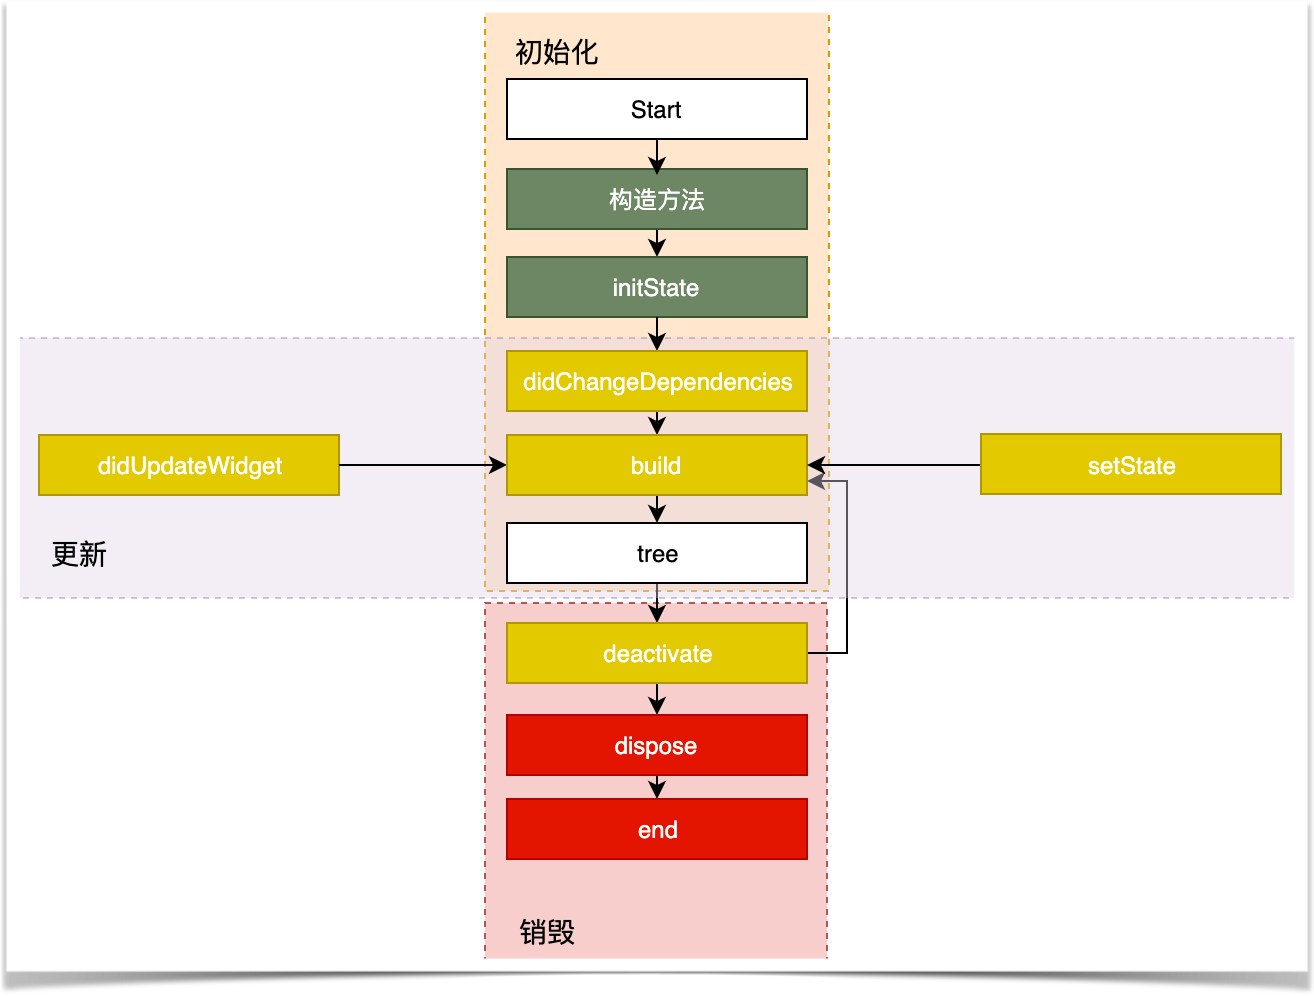 初始化
Start
构造方法
initState
didChangeDependencies
didUpdateWidget
build
setState
更新
tree
deactivate
dispose
end
销毁